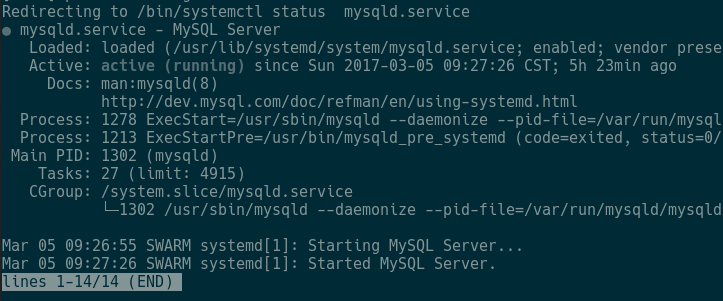 Redirecting to /bin/systemctl status  mysqld.service
● mysqld.service - MySQL Server
   Loaded: loaded (/usr/lib/systemd/system/mysqld.service; enabled; vendor prese
   Active: active (running) since Sun 2017-03-05 09:27:26 CST; 5h 23min ago
     Docs: man:mysqld(8)
           http://dev.mysql.com/doc/refman/en/using-systemd.html
  Process: 1278 ExecStart=/usr/sbin/mysqld --daemonize --pid-file=/var/run/mysql
  Process: 1213 ExecStartPre=/usr/bin/mysqld_pre_systemd (code=exited, status=0/
 Main PID: 1302 (mysqld)
    Tasks: 27 (limit: 4915)
   CGroup: /system.slice/mysqld.service
           └─1302 /usr/sbin/mysqld --daemonize --pid-file=/var/run/mysqld/mysqld
Mar 05 09:26:55 SWARM systemd[1]: Starting MySQL Server...
Mar 05 09:27:26 SWARM systemd[1]: Started MySQL Server.
lines 1-14/14 (END)